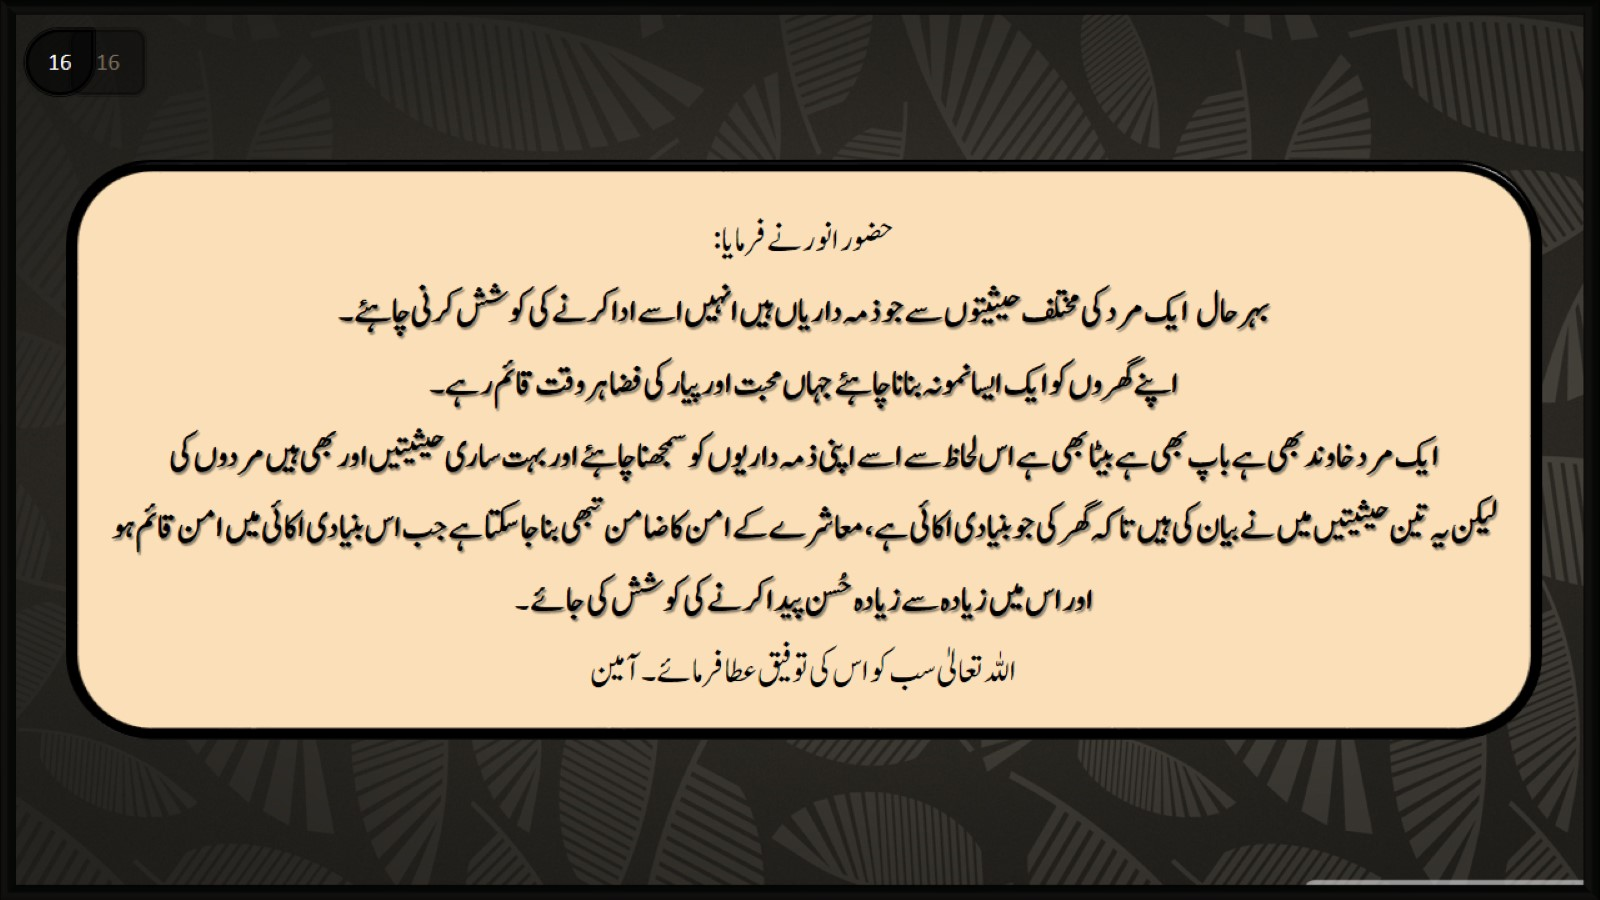 16 16
حضور انور نے فرمایا:
بہر حال ایک مرد کی مختلف حیثیتوں سے جو ذمہ داریاں ہیں انہیں اسے ادا کرنے کی کوشش کرنی چاہئے۔
اپنے گھروں کو ایک ایسا نمونہ بنانا چاہئے جہاں محبت اور پیار کی فضا ہر وقت قائم رہے۔
ایک مرد خاوند بھی ہے باپ بھی ہے بیٹا بھی ہے اس لحاظ سے اسے اپنی ذمہ داریوں کو سمجھنا چاہئے اور بہت ساری حیثیتیں اور بھی ہیں مردوں کی
لیکن یہ تین حیثیتیں میں نے بیان کی ہیں تاکہ گھر کی جو بنیادی اکائی ہے، معاشرے کے امن کا ضامن تبھی بنا جاسکتا ہے جب اس بنیادی اکائی میں امن قائم ہو
اور اس میں زیادہ سے زیادہ حُسن پیدا کرنے کی کوشش کی جائے۔
اللہ تعالیٰ سب کو اس کی توفیق عطا فرمائے۔ آمین